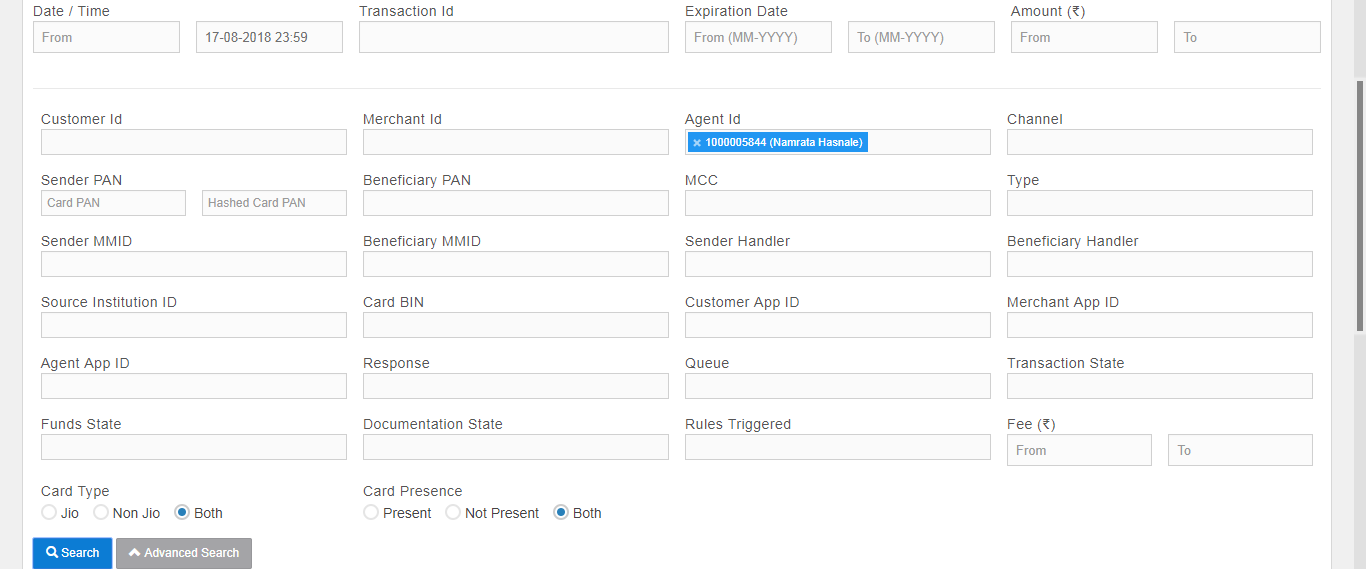 Date / Time Transaction Id Expiration Date Amount (₹)
From 17-08-2018 23:59 From (MM-YYYY) To (MM-YYYY) From To
Customer Id Merchant Id Agent Id Channel
× 1000005844 (Namrata Hasnale)
Sender PAN Beneficiary PAN MCC Type
Card PAN Hashed Card PAN
Sender MMID Beneficiary MMID Sender Handler Beneficiary Handler
Source Institution ID Card BIN Customer App ID Merchant App ID
Agent App ID Response Queue Transaction State
Funds State Documentation State Rules Triggered Fee (₹)
From To
Card Type Card Presence
Jio Non Jio Both Present Not Present Both
Search Advanced Search